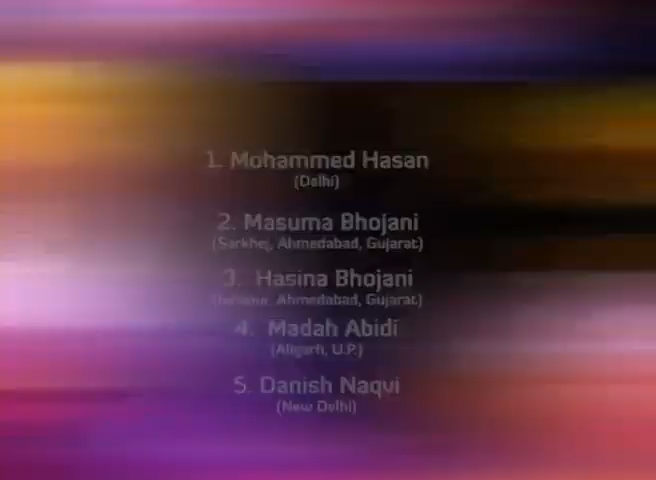 1. Mohammed Hasan
(Delhi)
2. Masuma Bhojani
(Sarkhej, Ahmedabad, Gujarat)
3. Hasina Bhojani
Ahmedabad, Gujarat)
4. Madah Abidi
(Aligarh, U.P.)
5. Danish Naqvi
(New Delhi)